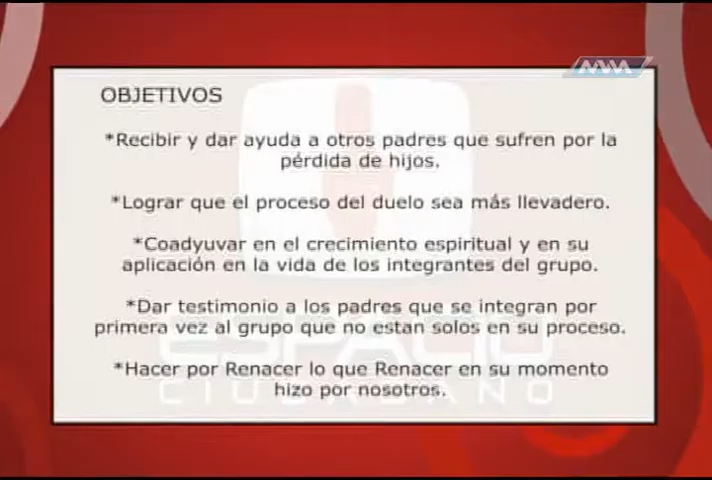 MVM
OBJETIVOS
*Recibir y dar ayuda a otros padres que sufren por la
pérdida de hijos.
*Lograr que el proceso del duelo sea más llevadero.
*Coadyuvar en el crecimiento espiritual y en su
aplicación en la vida de los integrantes del grupo.
*Dar testimonio a los padres que se integran por
primera vez al grupo que no estan solos en su proceso.
ESPACIO
*Hacer por Renacer lo que Renacer en su momento
CIUDADANO
hizo por nosotros.